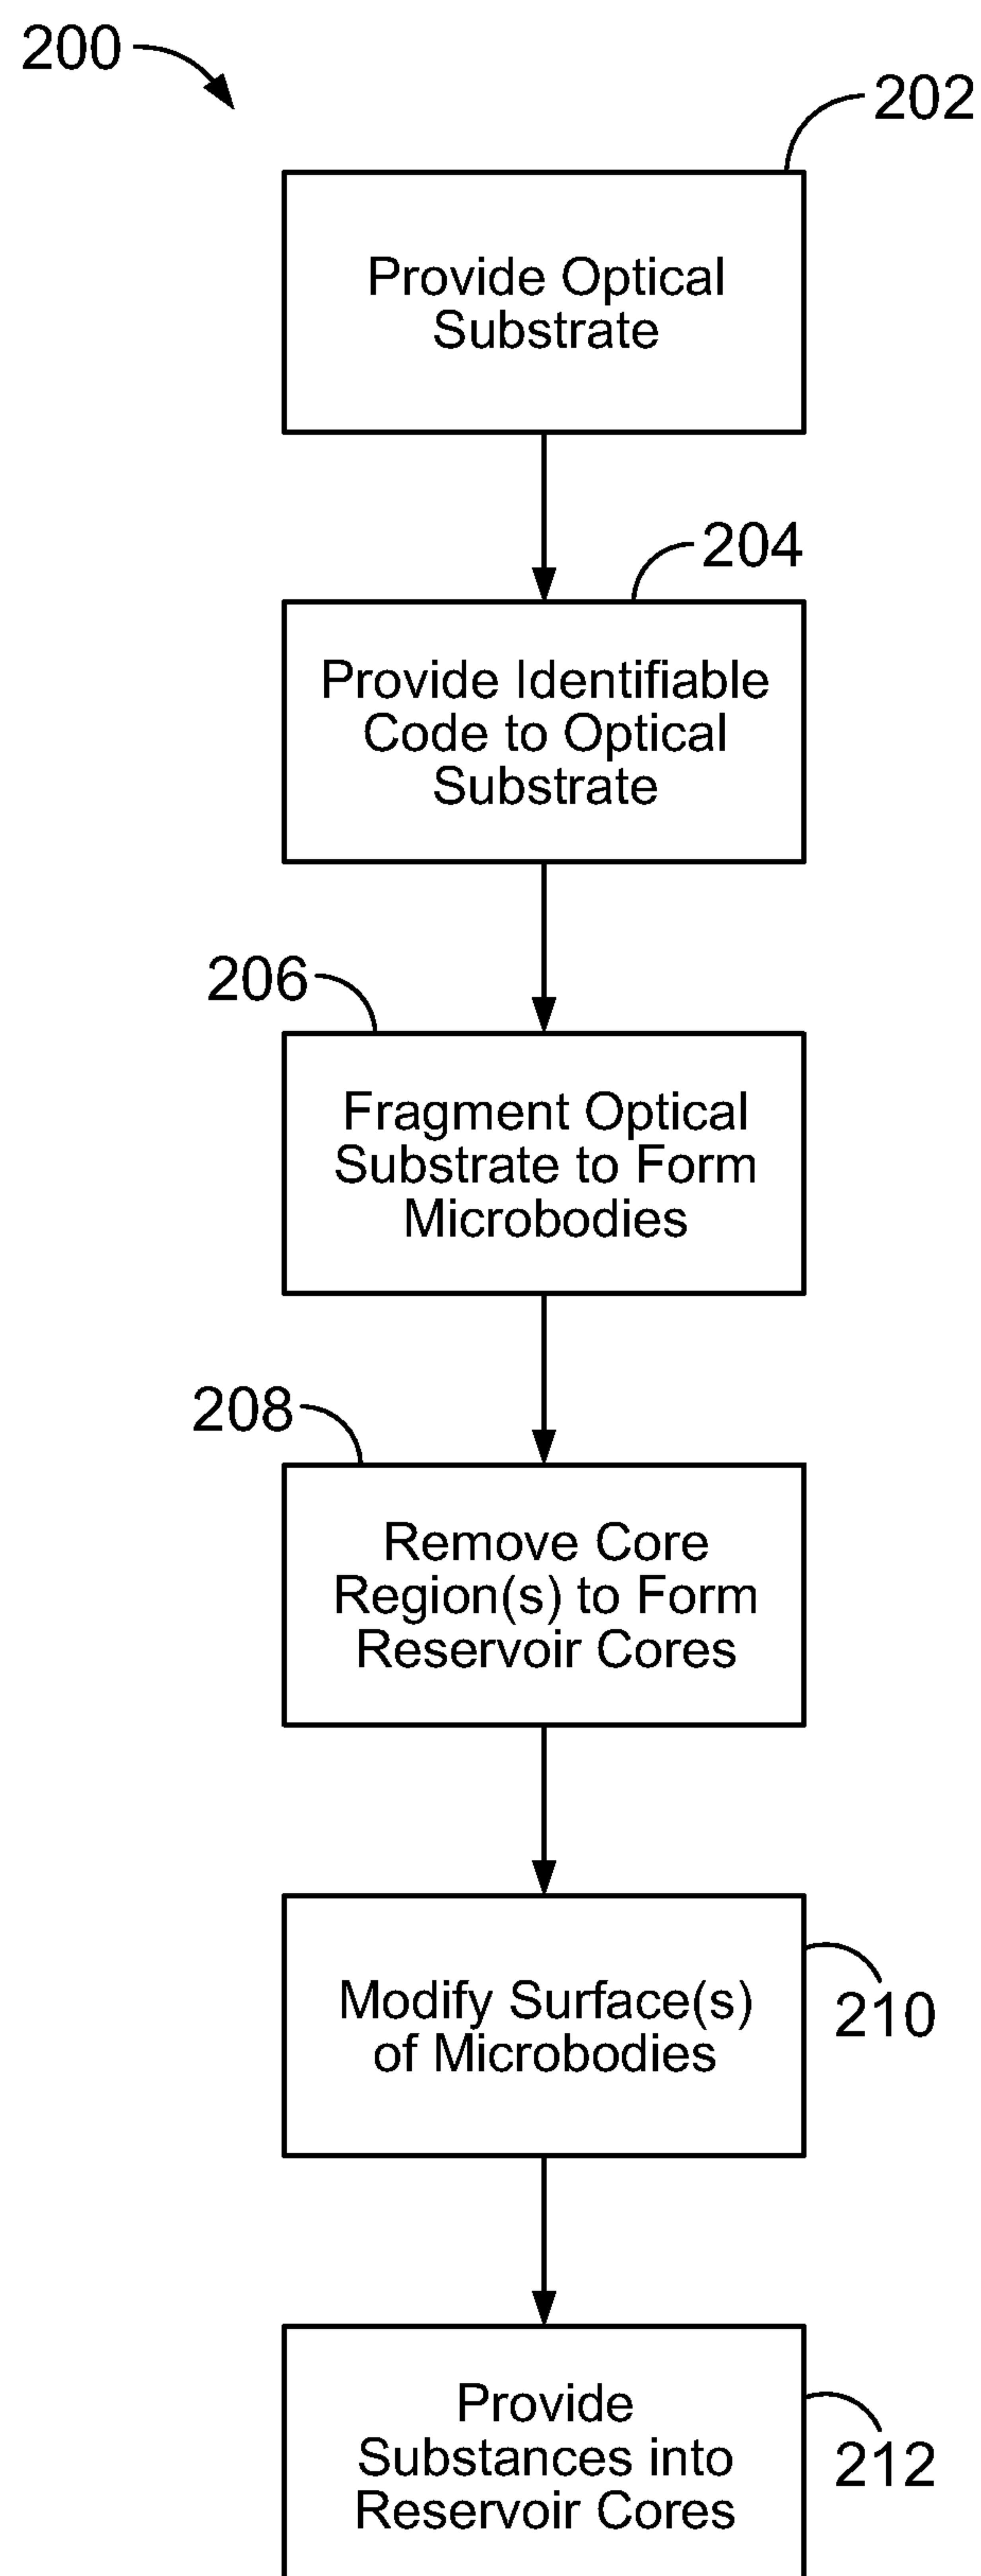 200
202
Provide Optical
Substrate
204
Provide Identifiable
Code to Optical
Substrate
206
Fragment Optical
Substrate to Form
Microbodies
208
Remove Core
Region(s) to Form
Reservoir Cores
Modify Surface(s)
of Microbodies
210
Provide
Substances into
Reservoir Cores
212